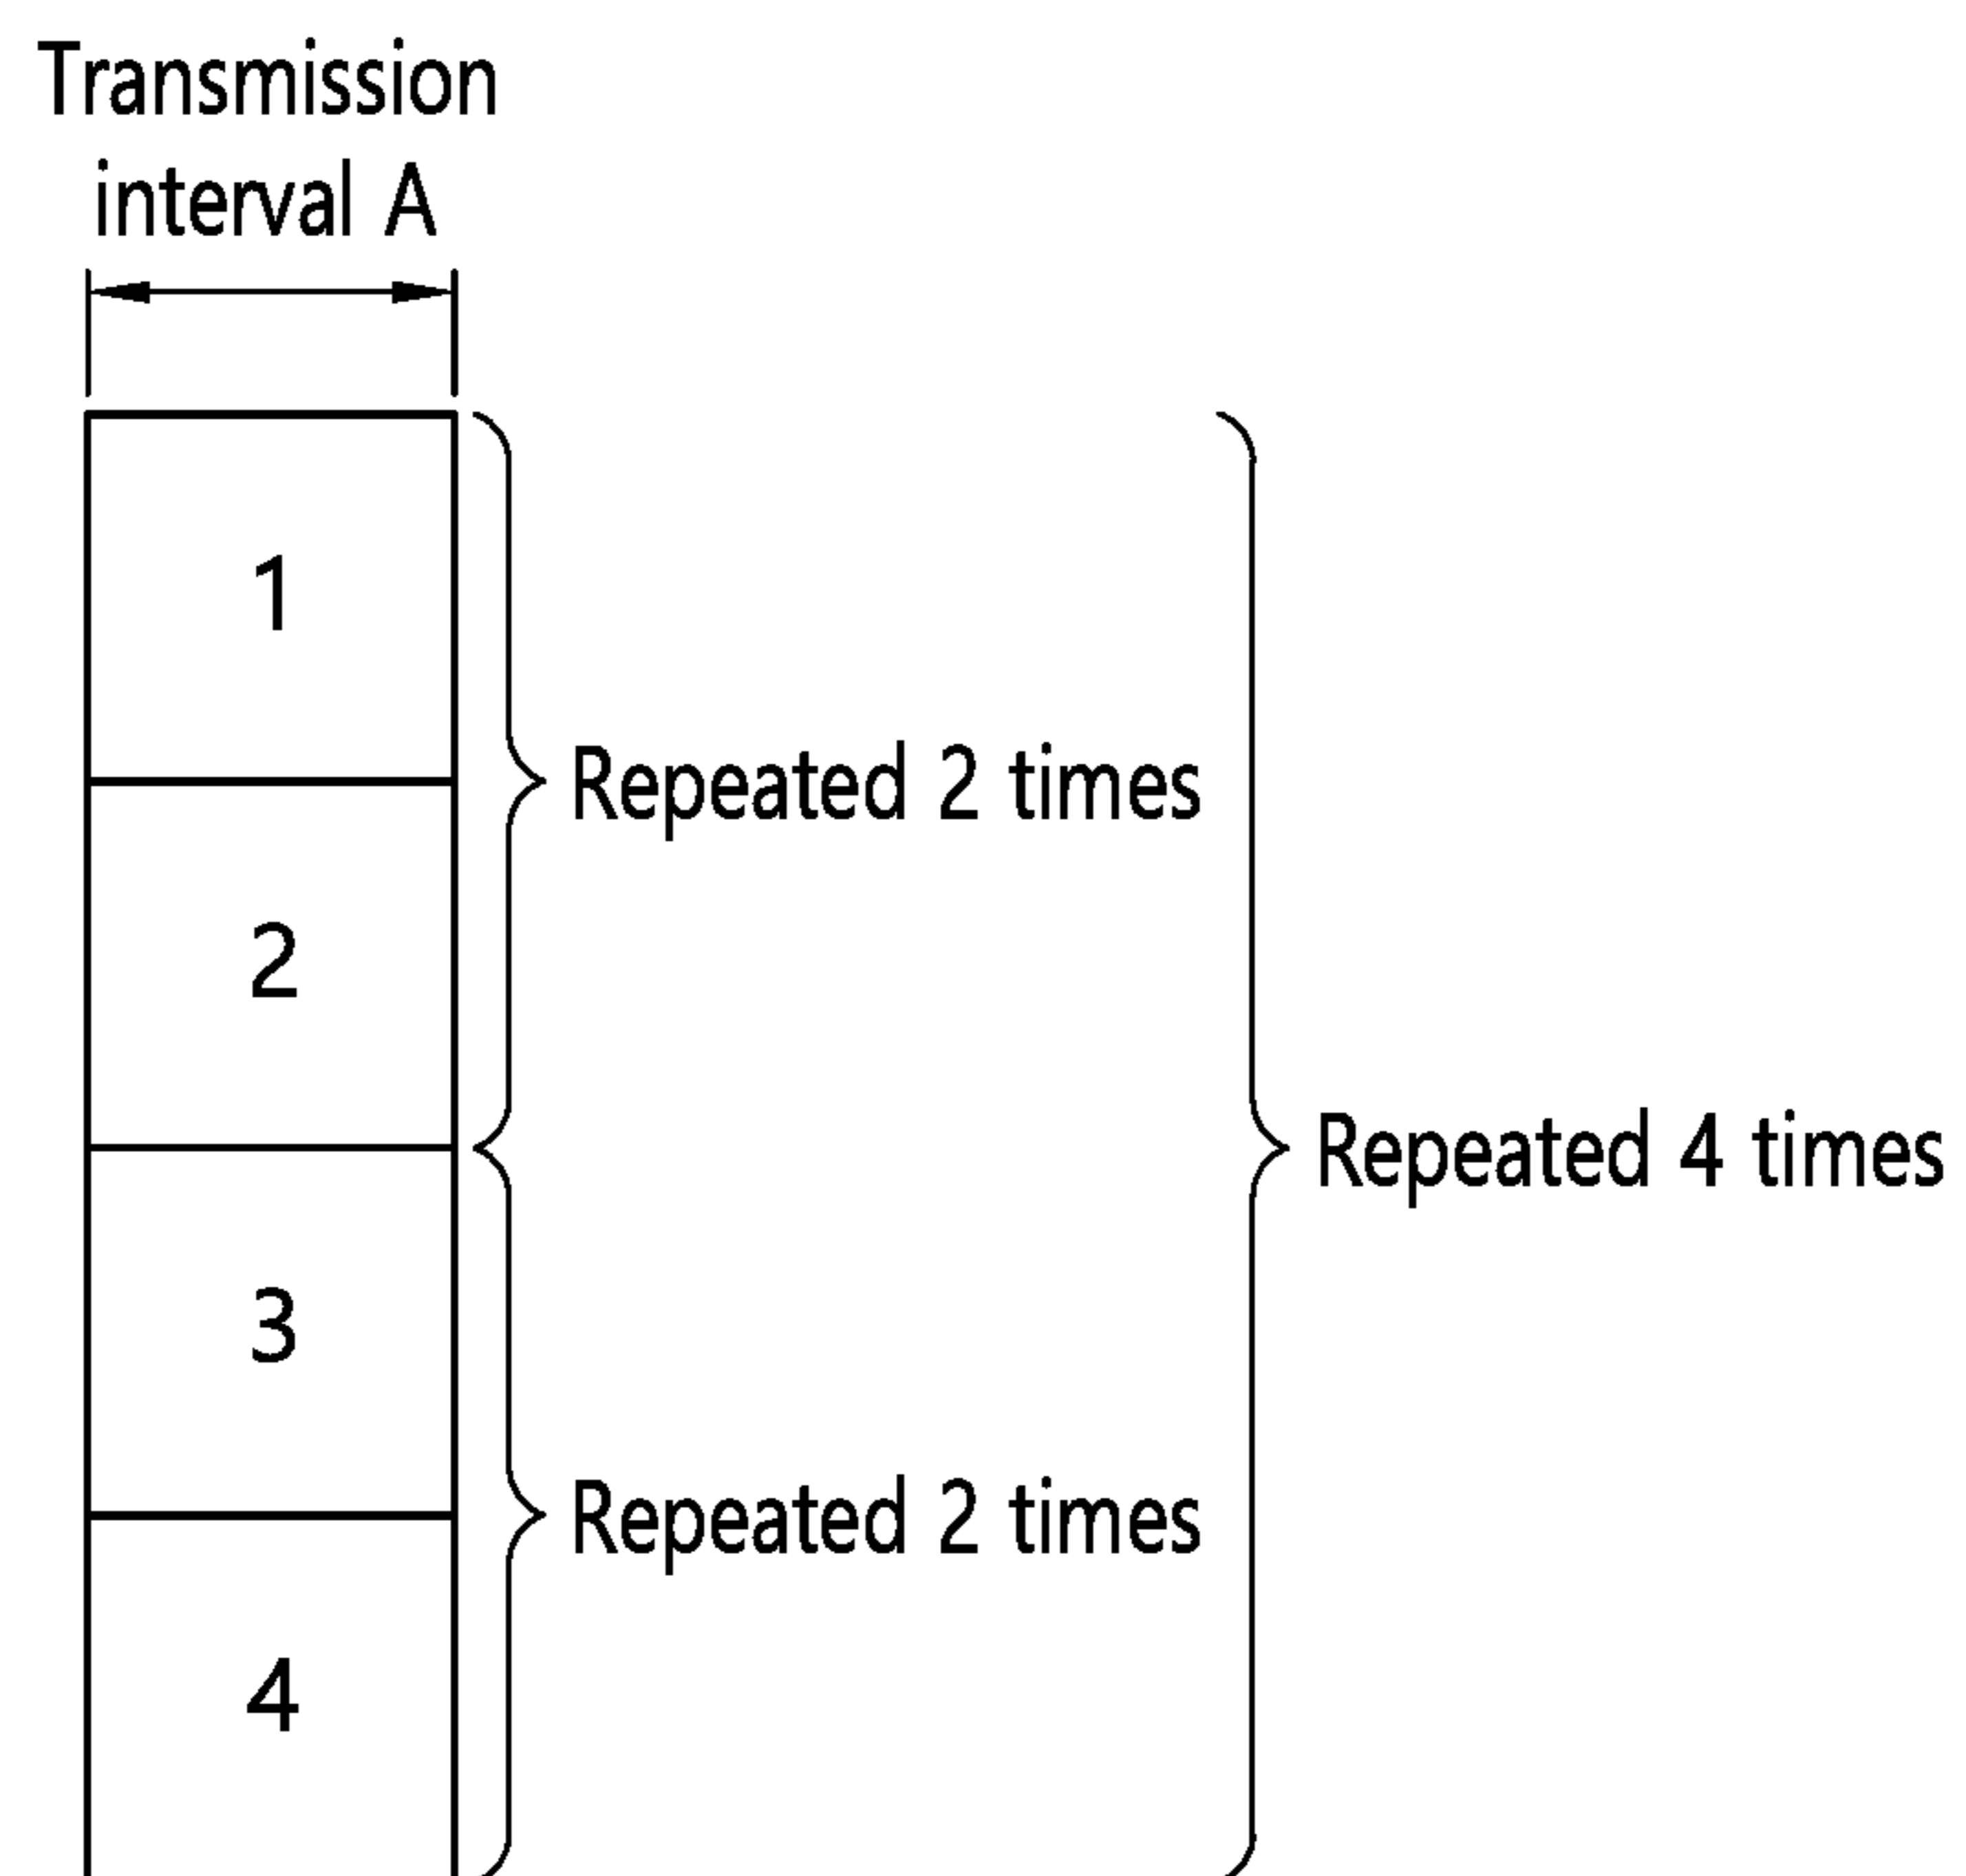 Transmission
interval A
1
Repeated 2 times
2
Repeated 4 times
3
Repeated 2 times
4